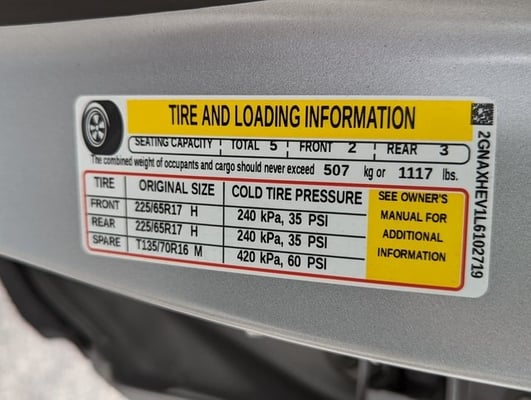 TIRE AND LOADING INFORMATION
SEATING CAPACITY TOTAL 5 FRONT 2 REAR 3
The combined weight of occupants and cargo should never exceed 507 kg or 1117 lbs.
TIRE ORIGINAL SIZE COLD TIRE PRESSURE
FRONT 225/65R17 H 240 kPa, 35 PSI
REAR 225/65R17 H 240 kPa, 35 PSI
SPARE T135/70R16 M 420 kPa, 60 PSI
SEE OWNER'S
MANUAL FOR
ADDITIONAL
INFORMATION
2GNAXHEV1L6102719